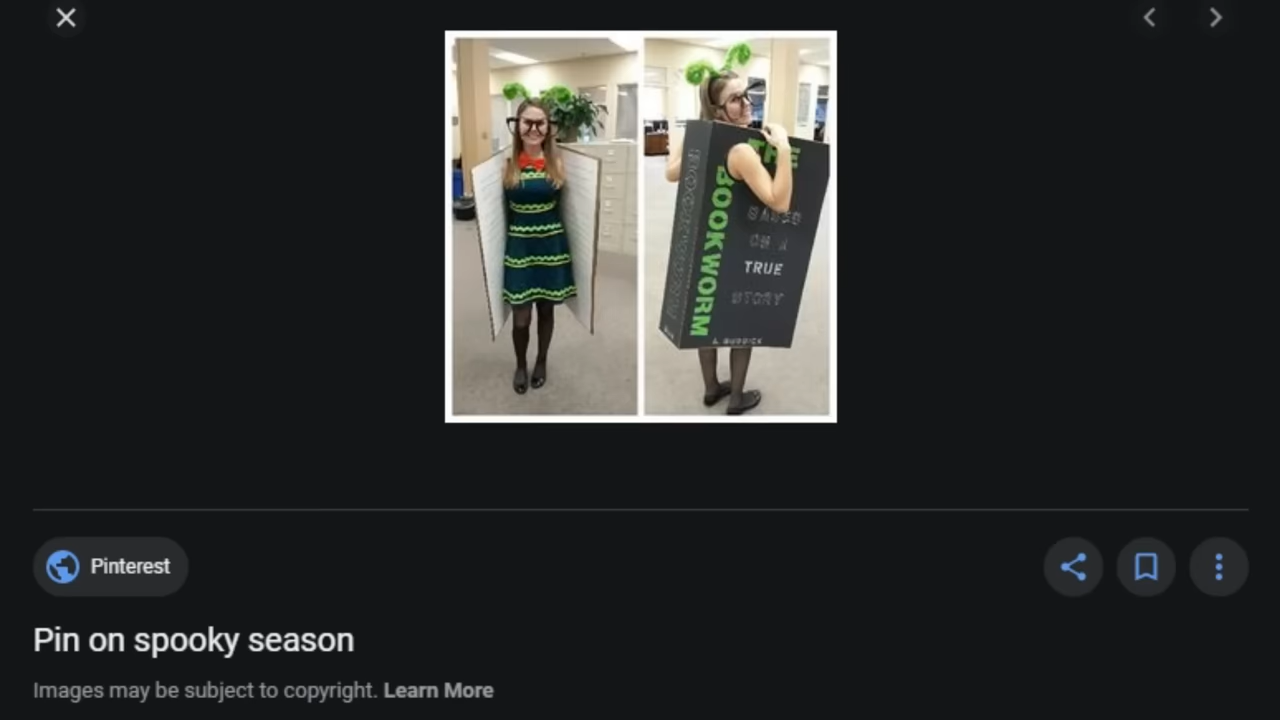 THE
BOOKWORM
BASED
ON A
TRUE
STORY
Pinterest
Pin on spooky season
Images may be subject to copyright. Learn More